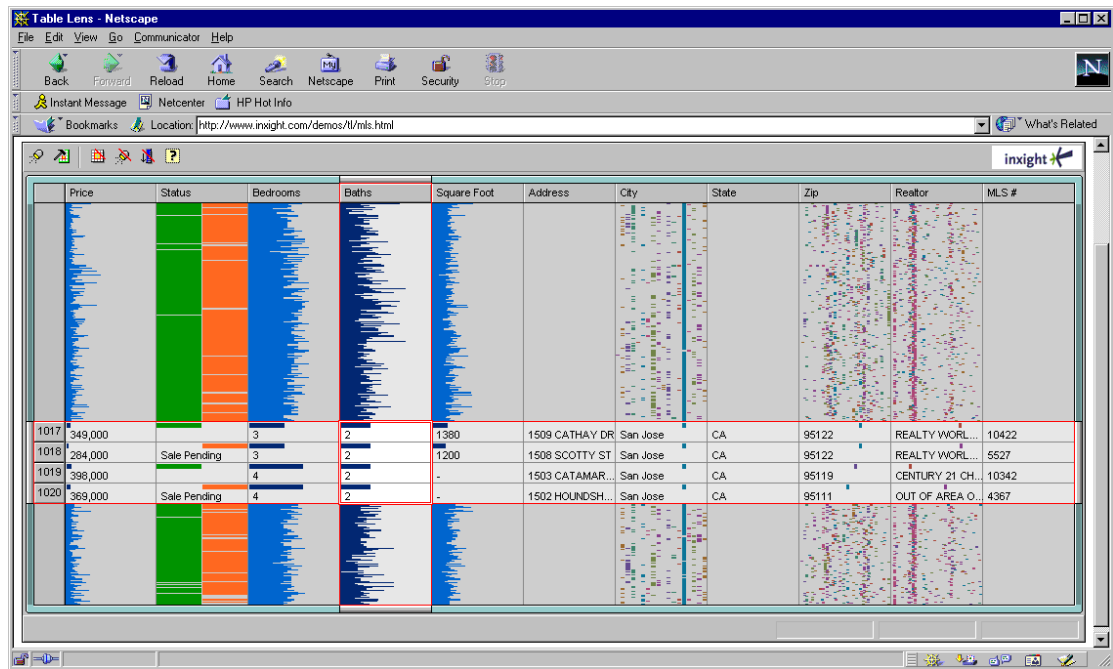 Table Lens - Netscape
File Edit View Go Communicator Help
Back Forward Reload Home Search Netscape Print Security Stop
Instant Message Netcenter HP Hot Info
Bookmarks Location: http://www.inxight.com/demos/tl/mls.html What's Related
inxight
Price Status Bedrooms Baths Square Foot Address City State Zip Realtor MLS #
1017 349,000 3 2 1380 1509 CATHAY DR San Jose CA 95122 REALTY WORL... 10422
1018 284,000 Sale Pending 3 2 1200 1508 SCOTTY ST San Jose CA 95122 REALTY WORL... 5527
1019 398,000 4 2 - 1503 CATAMAR... San Jose CA 95119 CENTURY 21 CH... 10342
1020 369,000 Sale Pending 4 2 - 1502 HOUNDSH... San Jose CA 95111 OUT OF AREA O... 4367